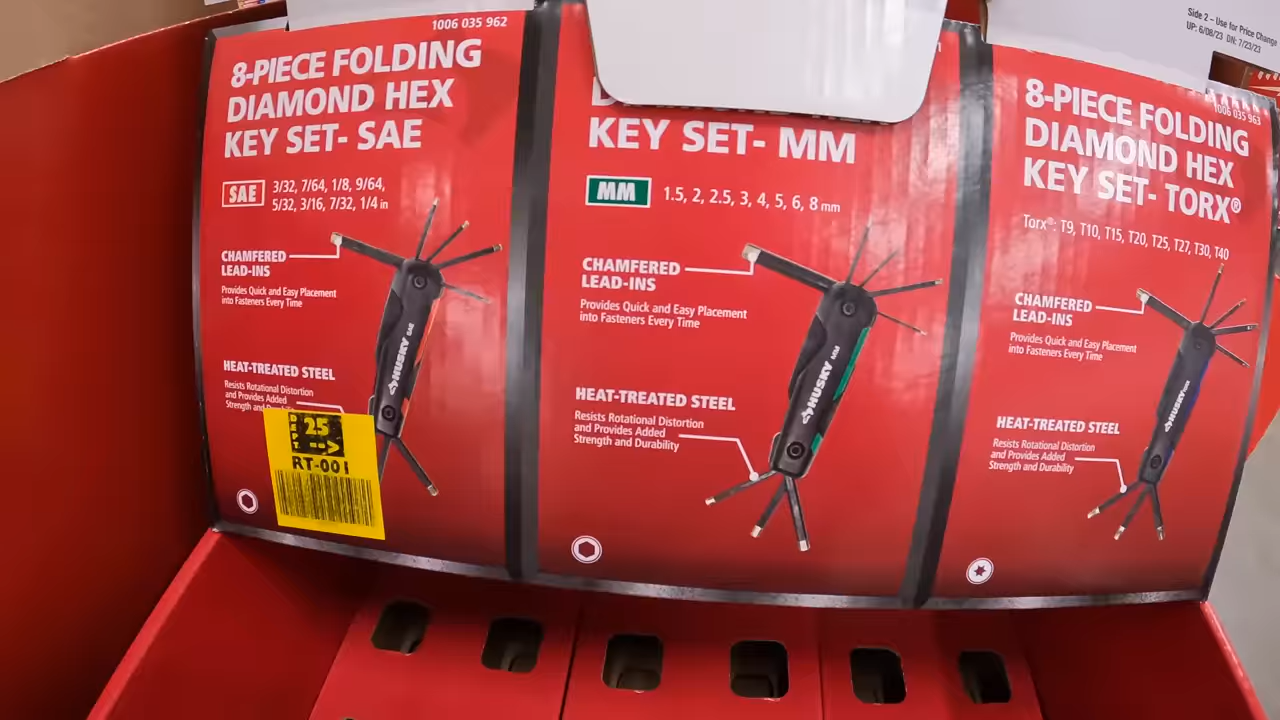 1006 035 962
8-PIECE FOLDING
DIAMOND HEX
KEY SET- SAE
SAE
3/32, 7/64, 1/8, 9/64,
5/32, 3/16, 7/32, 1/4 in
CHAMFERED
LEAD-INS
Provides Quick and Easy Placement
into Fasteners Every Time
HUSKY SAE
HEAT-TREATED STEEL
Resists Rotational Distortion
and Provides Added
Strength and
DEPT.
25
-->
RT-001
KEY SET- MM
MM
1.5, 2, 2.5, 3, 4, 5, 6, 8 mm
CHAMFERED
LEAD-INS
Provides Quick and Easy Placement
into Fasteners Every Time
HUSKY MM
HEAT-TREATED STEEL
Resists Rotational Distortion
and Provides Added
Strength and Durability
Side 2 – Use for Price Change
UP: 6/08/23 DN: 7/23/23
1006 035 963
8-PIECE FOLDING
DIAMOND HEX
KEY SET- TORX®
Torx®: T9, T10, T15, T20, T25, T27, T30, T40
CHAMFERED
LEAD-INS
Provides Quick and Easy Placement
into Fasteners Every Time
HUSKY
HEAT-TREATED STEEL
Resists Rotational Distortion
and Provides Added
Strength and Durability